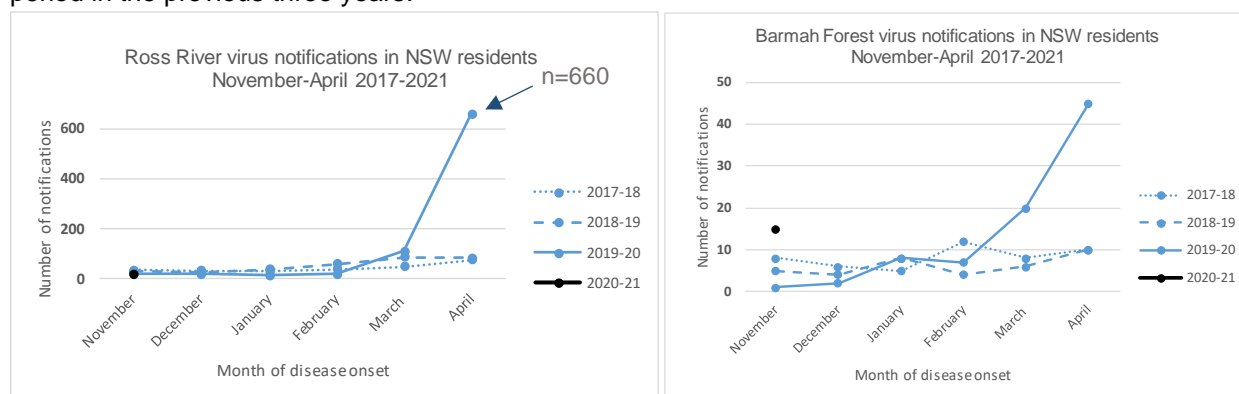 period in the previous three years.
Ross River virus notifications in NSW residents
November-April 2017-2021
n=660
Number of notifications
600
400
200
0
November
December
January
February
March
April
Month of disease onset
2017-18
2018-19
2019-20
2020-21
Barmah Forest virus notifications in NSW residents
November-April 2017-2021
Number of notifications
50
40
30
20
10
0
November
December
January
February
March
April
Month of disease onset
2017-18
2018-19
2019-20
2020-21